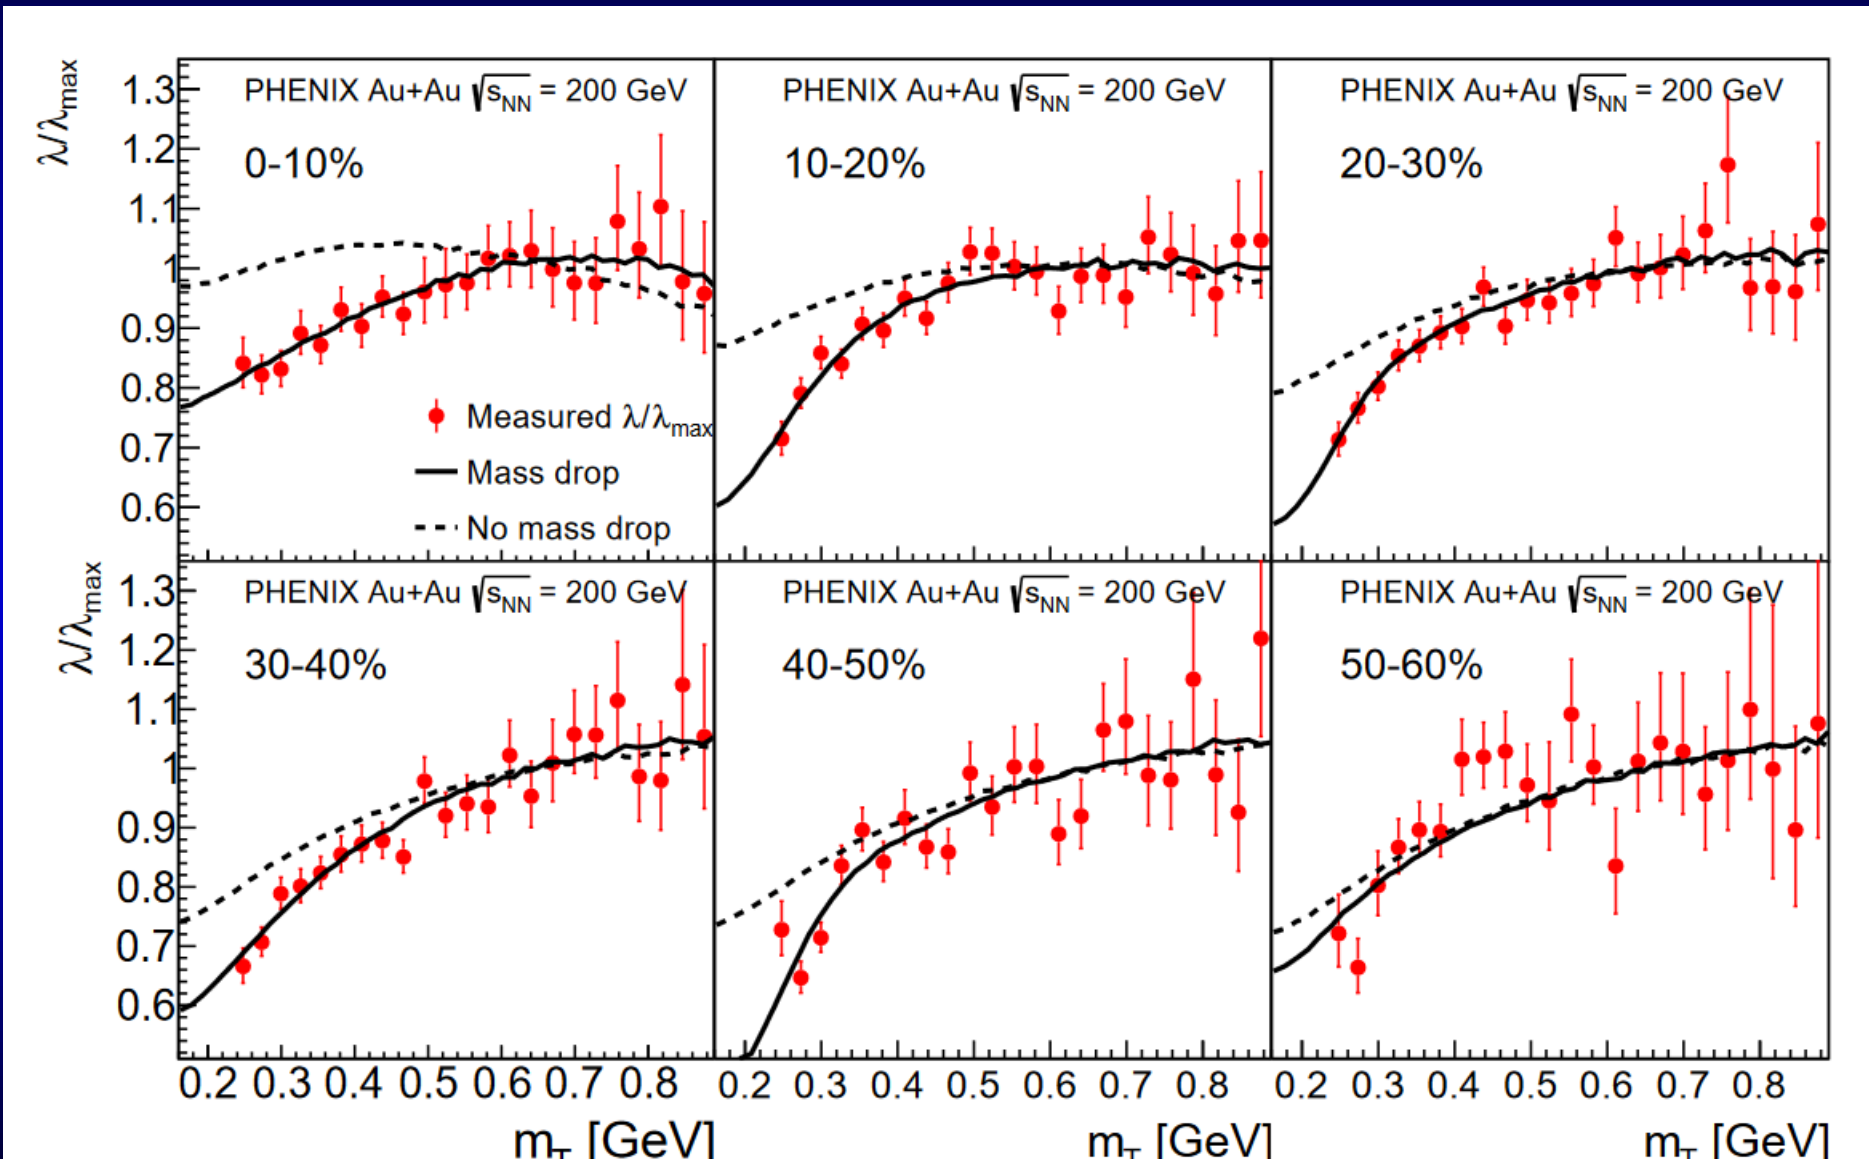 λ/λmax
1.3
1.2
1.1
1
0.9
0.8
0.7
0.6
PHENIX Au+Au √sNN = 200 GeV
0-10%
Measured λ/λmax
Mass drop
No mass drop
PHENIX Au+Au √sNN = 200 GeV
10-20%
PHENIX Au+Au √sNN = 200 GeV
20-30%
λ/λmax
1.3
1.2
1.1
1
0.9
0.8
0.7
0.6
PHENIX Au+Au √sNN = 200 GeV
30-40%
PHENIX Au+Au √sNN = 200 GeV
40-50%
PHENIX Au+Au √sNN = 200 GeV
50-60%
0.2 0.3 0.4 0.5 0.6 0.7 0.8
0.2 0.3 0.4 0.5 0.6 0.7 0.8
0.2 0.3 0.4 0.5 0.6 0.7 0.8
mT [GeV]
mT [GeV]
mT [GeV]